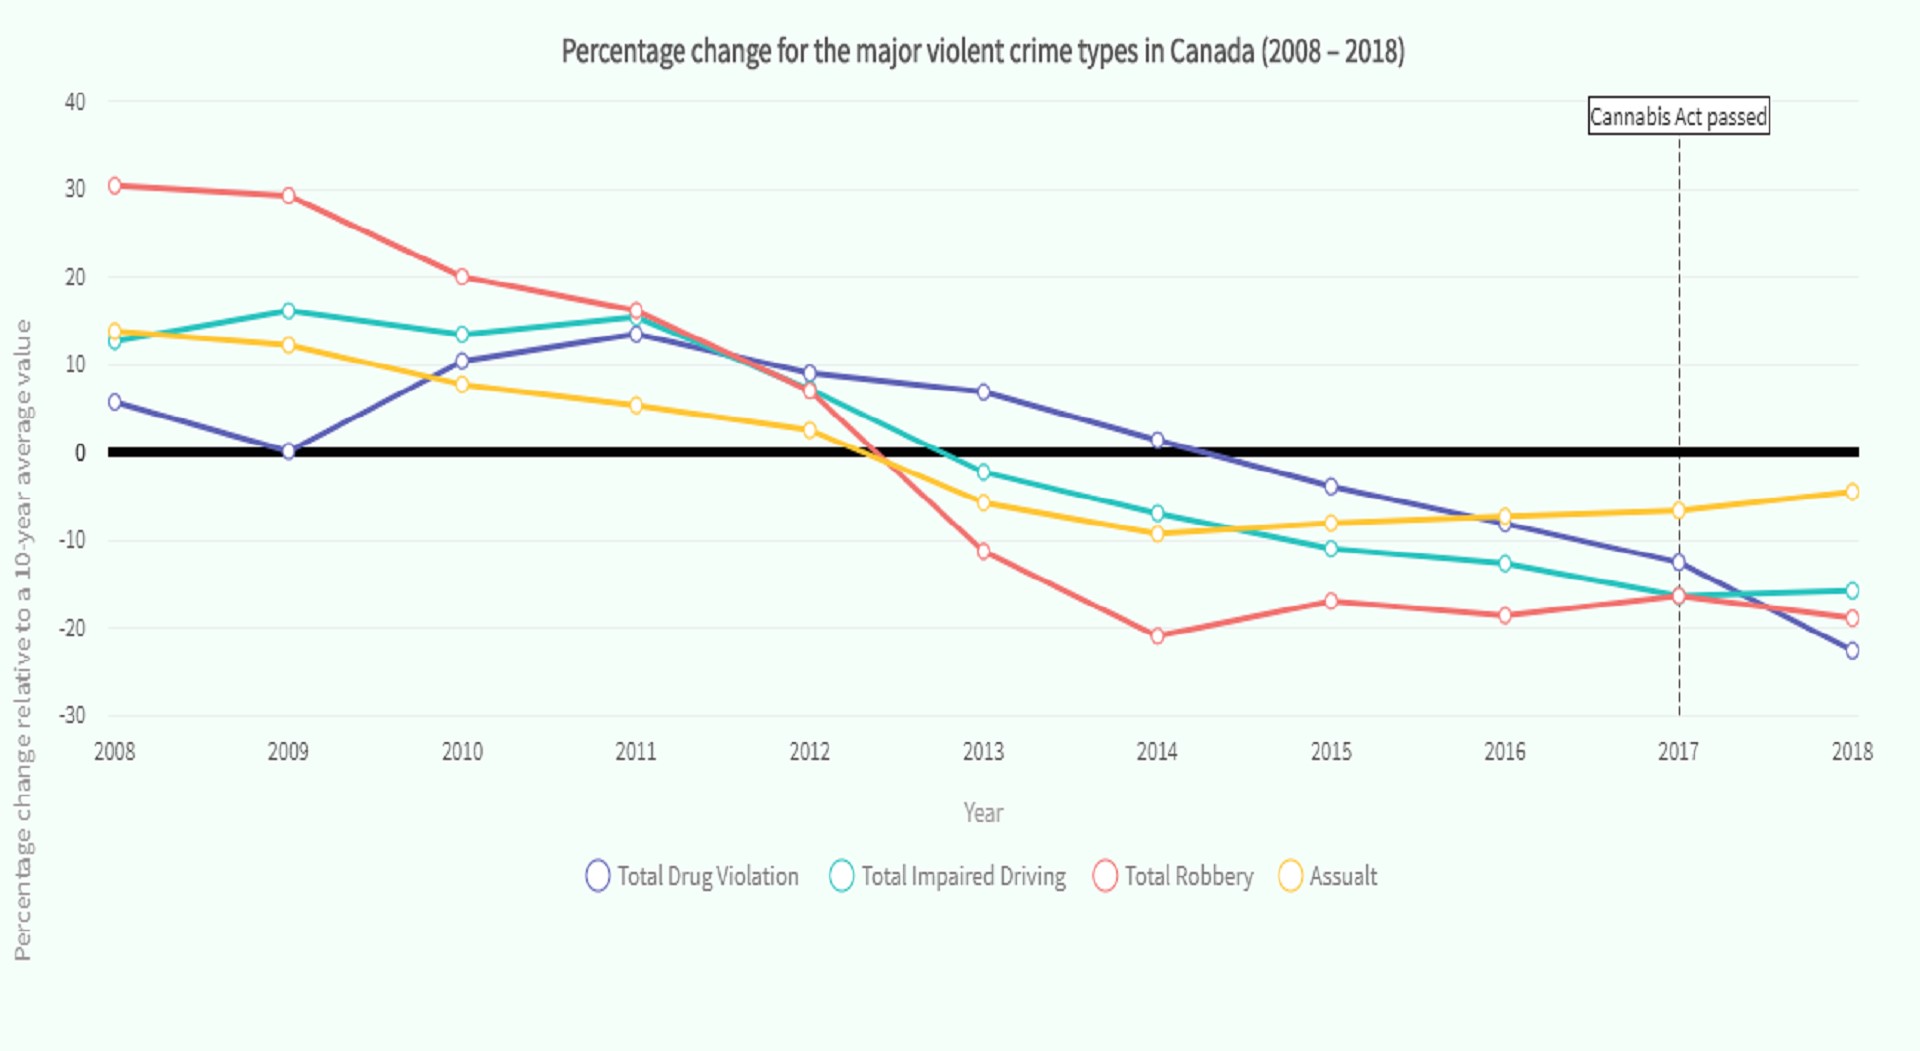 Percentage change for the major violent crime types in Canada (2008 – 2018)
Cannabis Act passed
Percentage change relative to a 10-year average value
40
30
20
10
0
-10
-20
-30
2008 2009 2010 2011 2012 2013 2014 2015 2016 2017 2018
Year
Total Drug Violation Total Impaired Driving Total Robbery Assualt